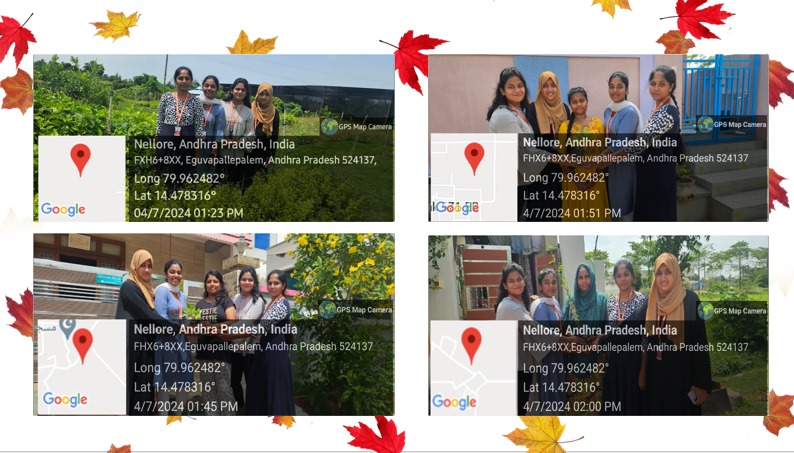 GPS Map Camera
Nellore, Andhra Pradesh, India
FXH6+8XX, Eguvapallepalem, Andhra Pradesh 524137,
Long 79.962482°
Lat 14.478316°
04/7/2024 01:23 PM
Google
GPS Map Camera
Nellore, Andhra Pradesh, India
FHX6+8XX,Eguvapallepalem, Andhra Pradesh 524137
Long 79.962482°
Lat 14.478316°
4/7/2024 01:51 PM
Google
GPS Map Camera
Nellore, Andhra Pradesh, India
FHX6+8XX,Eguvapallepalem, Andhra Pradesh 524137
Long 79.962482°
Lat 14.478316°
4/7/2024 01:45 PM
Google
GPS Map Camera
Nellore, Andhra Pradesh, India
FHX6+8XX,Eguvapallepalem, Andhra Pradesh 524137
Long 79.962482°
Lat 14.478316°
4/7/2024 02:00 PM
Google